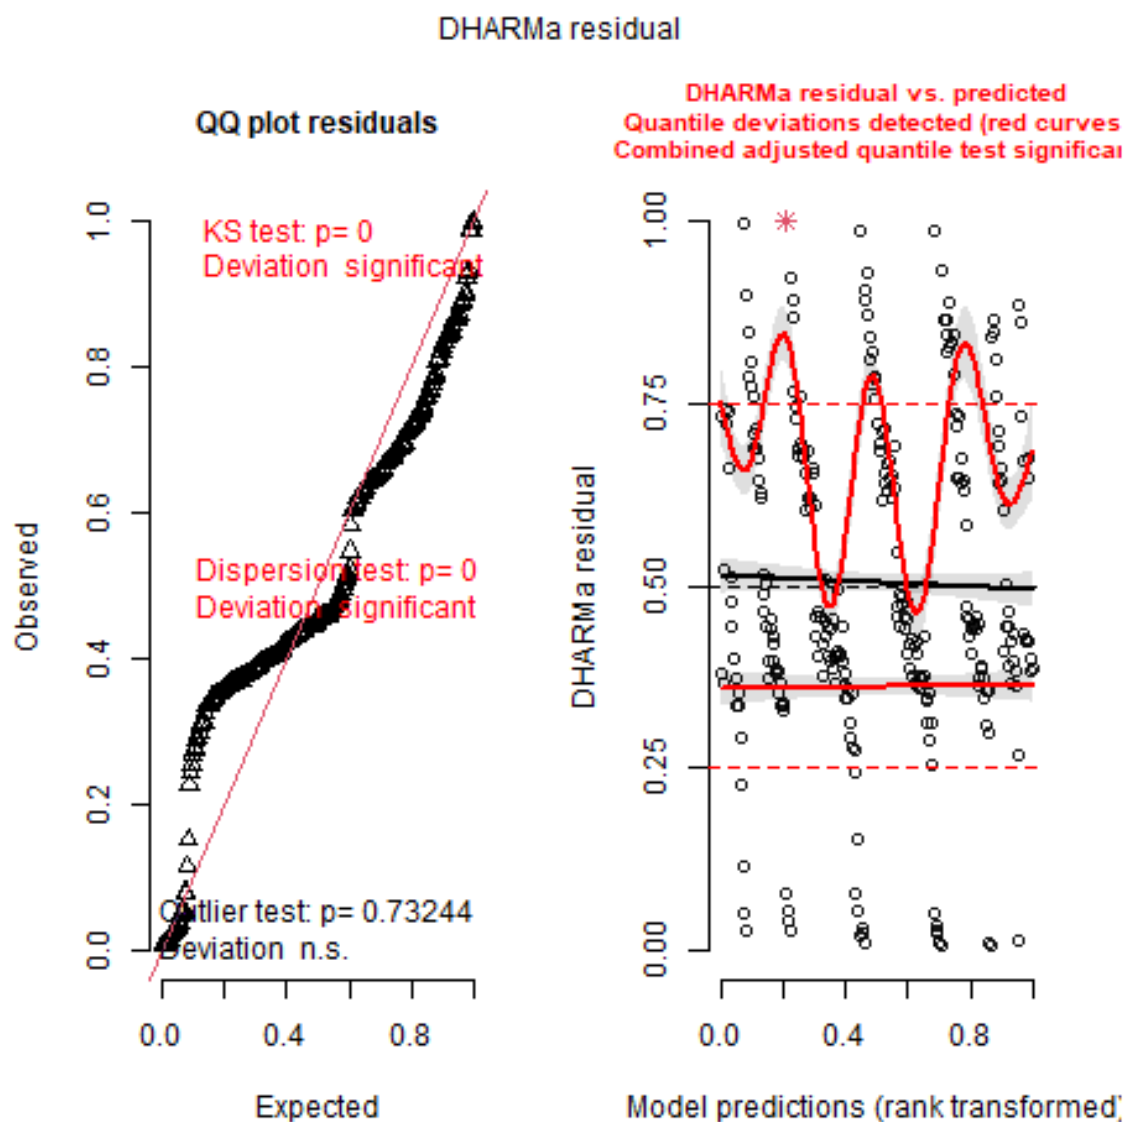 DHARMa residual
QQ plot residuals
KS test: p= 0
Deviation  significant
Dispersion test: p= 0
Deviation  significant
Outlier test: p= 0.73244
Deviation  n.s.
Observed
1.0
0.8
0.6
0.4
0.2
0.0
0.0 0.4 0.8
Expected
DHARMa residual vs. predicted
Quantile deviations detected (red curves
Combined adjusted quantile test significan
DHARMa residual
1.00
0.75
0.50
0.25
0.00
0.0 0.4 0.8
Model predictions (rank transformed)